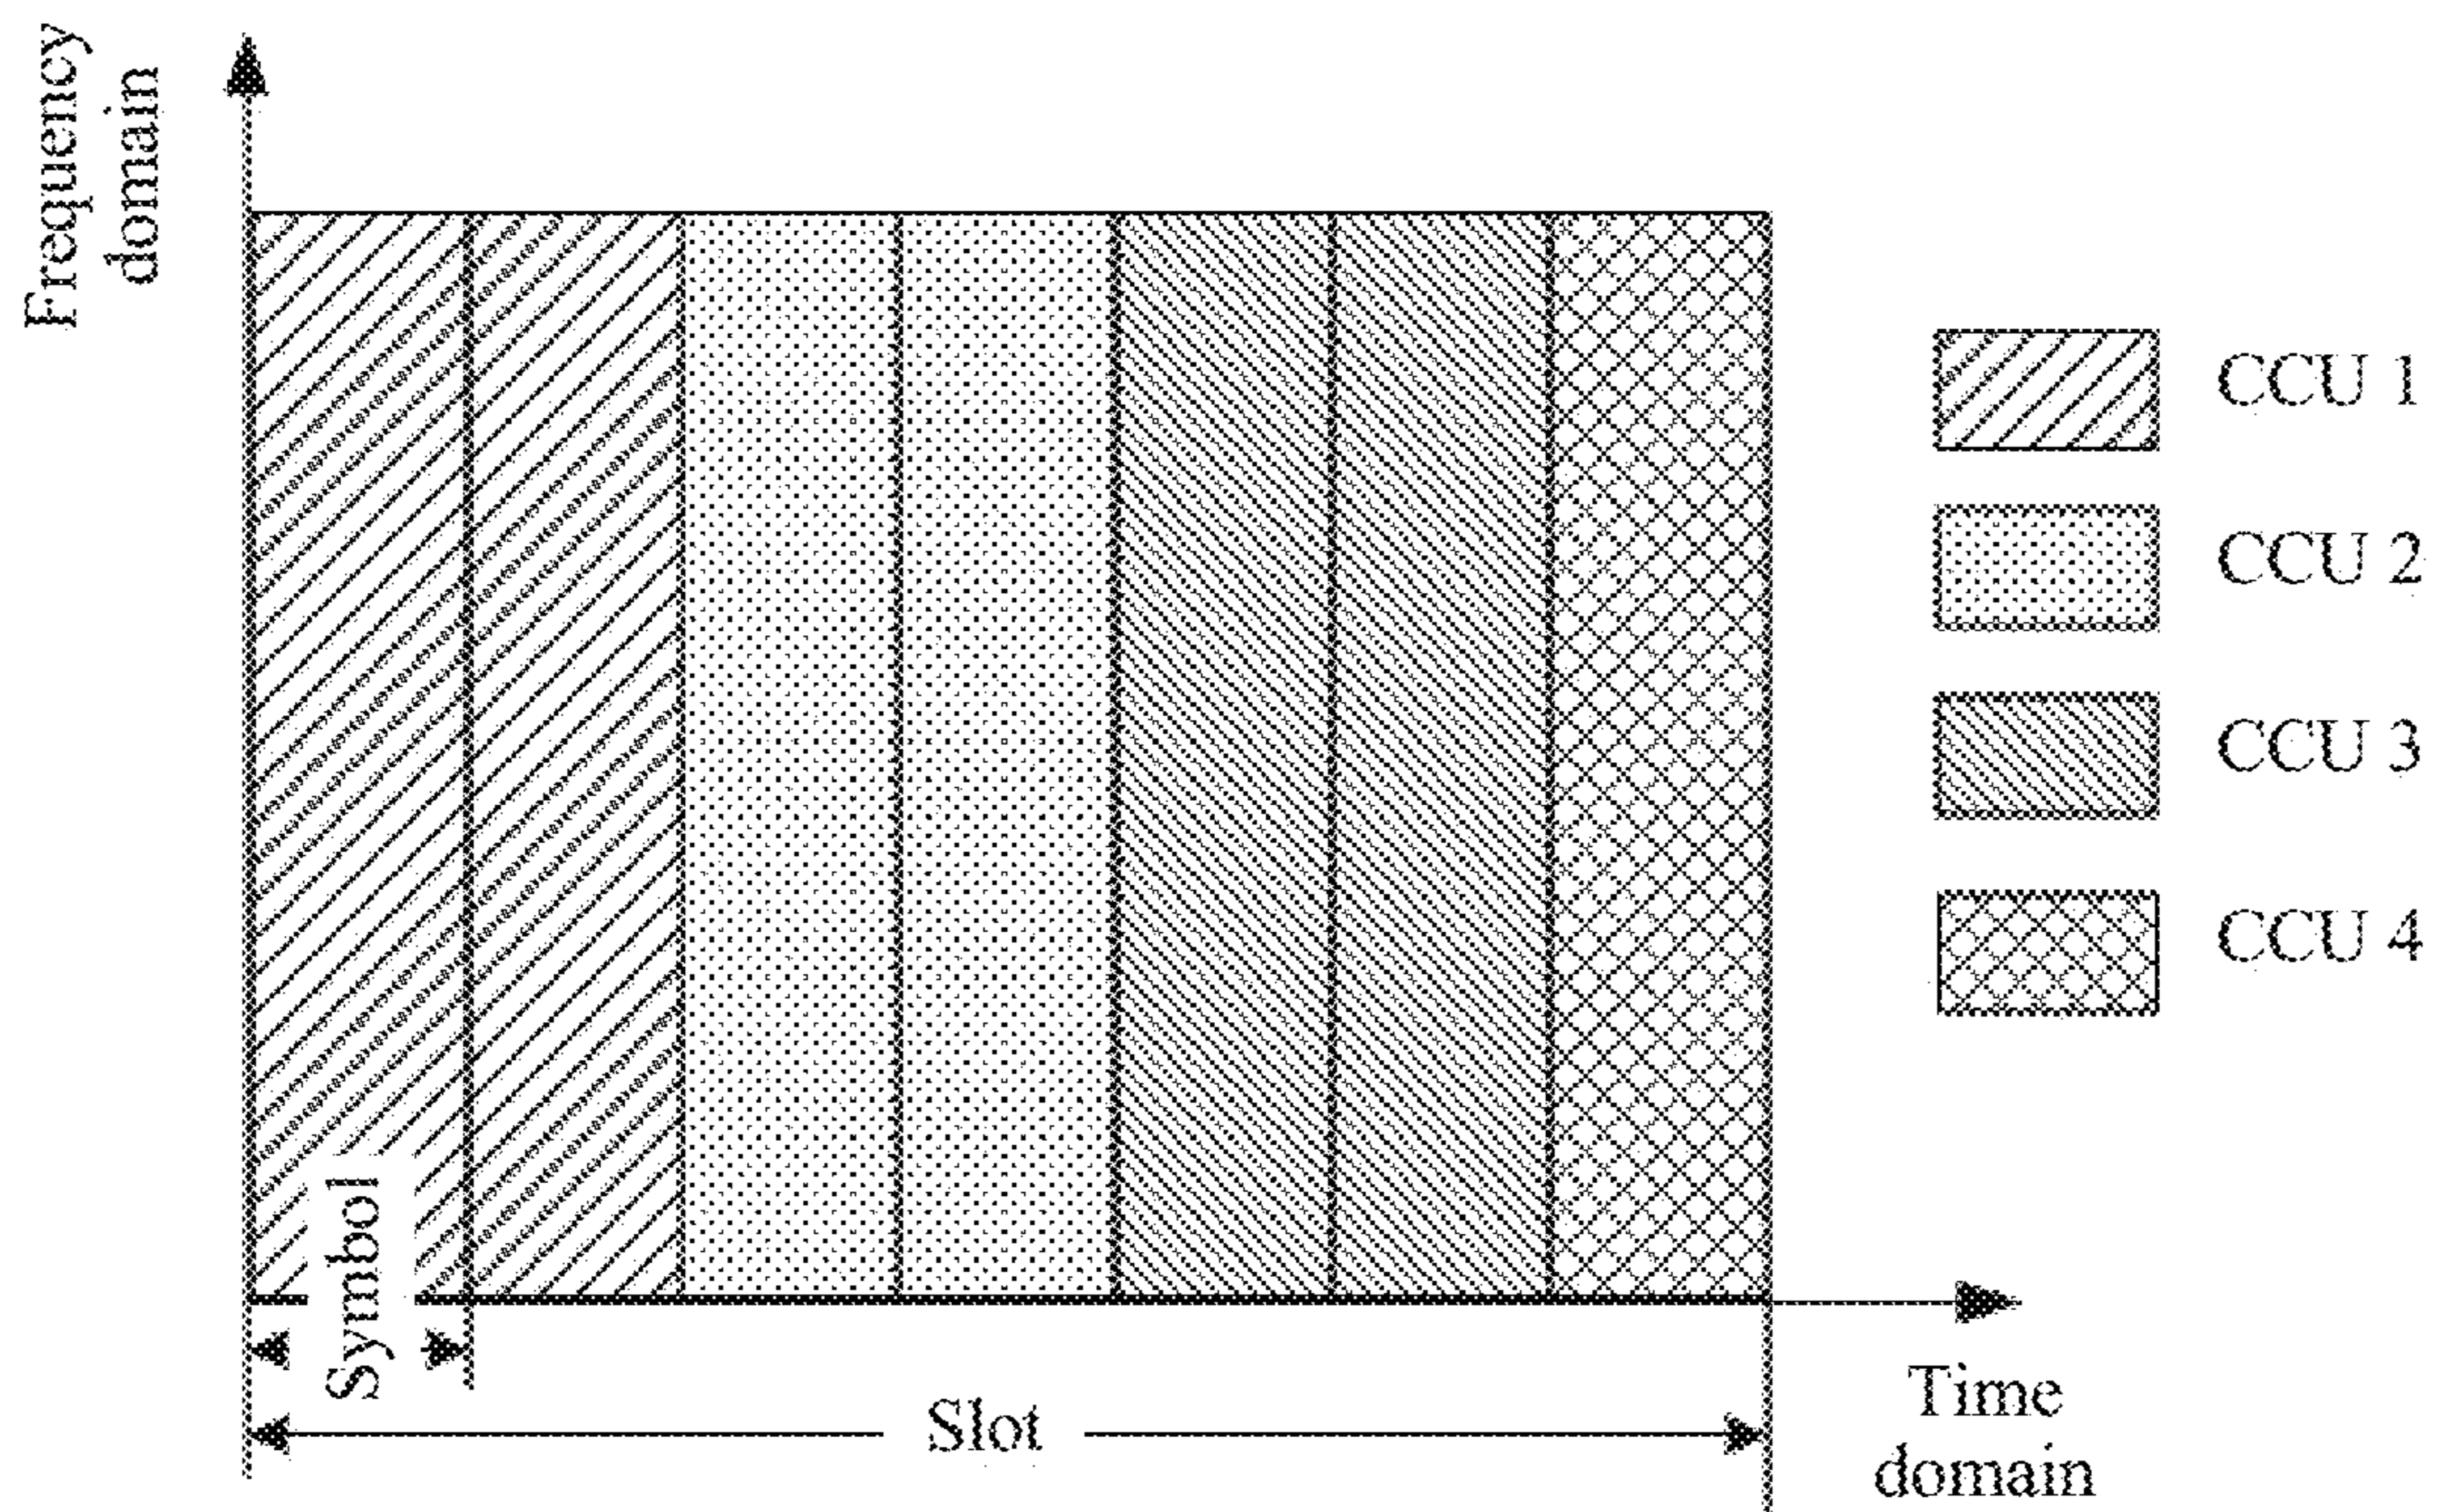 Frequency
domain
CCU 1
CCU 2
CCU 3
CCU 4
Symbol
Slot
Time
domain